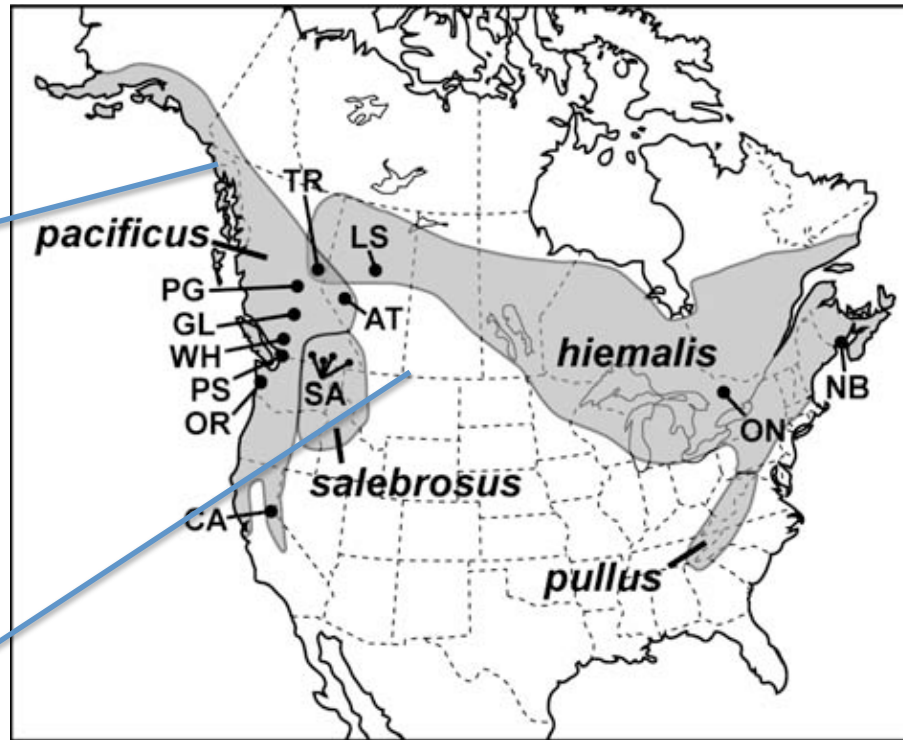 TR
LS
pacificus
PG
AT
GL
hiemalis
WH
NB
PS
SA
OR
ON
salebrosus
CA
pullus